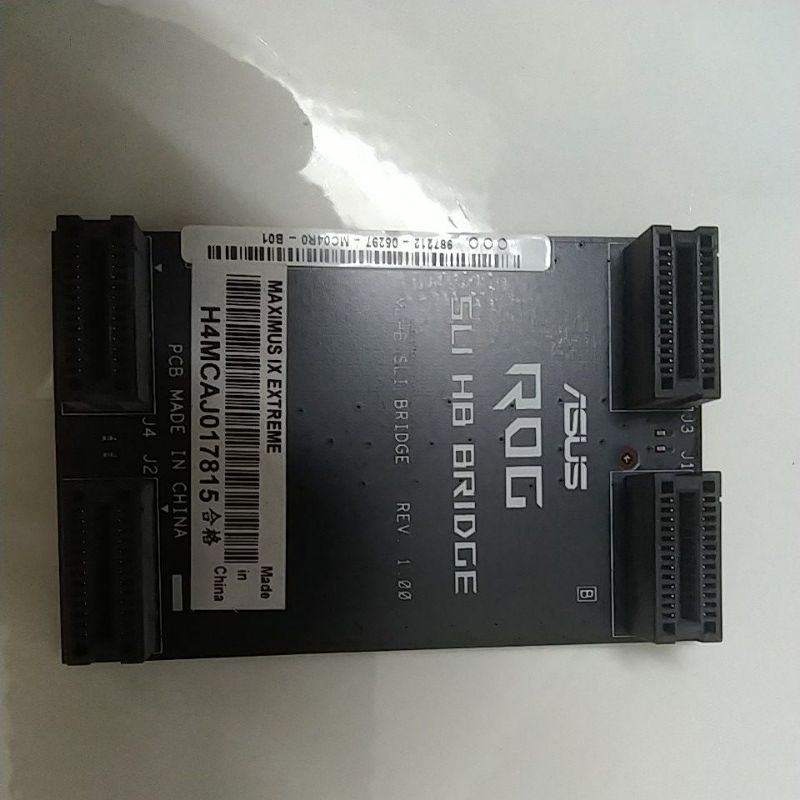 ASUS
ROG
SLI HB BRIDGE
SLI BRIDGE REV. 1.00
B
J3 J1
987212 - 06297 - MC04R0 - B01
MAXIMUS IX EXTREME
H4MCAJ017815合格
Made
in
China
PCB MADE IN CHINA
J4 J2